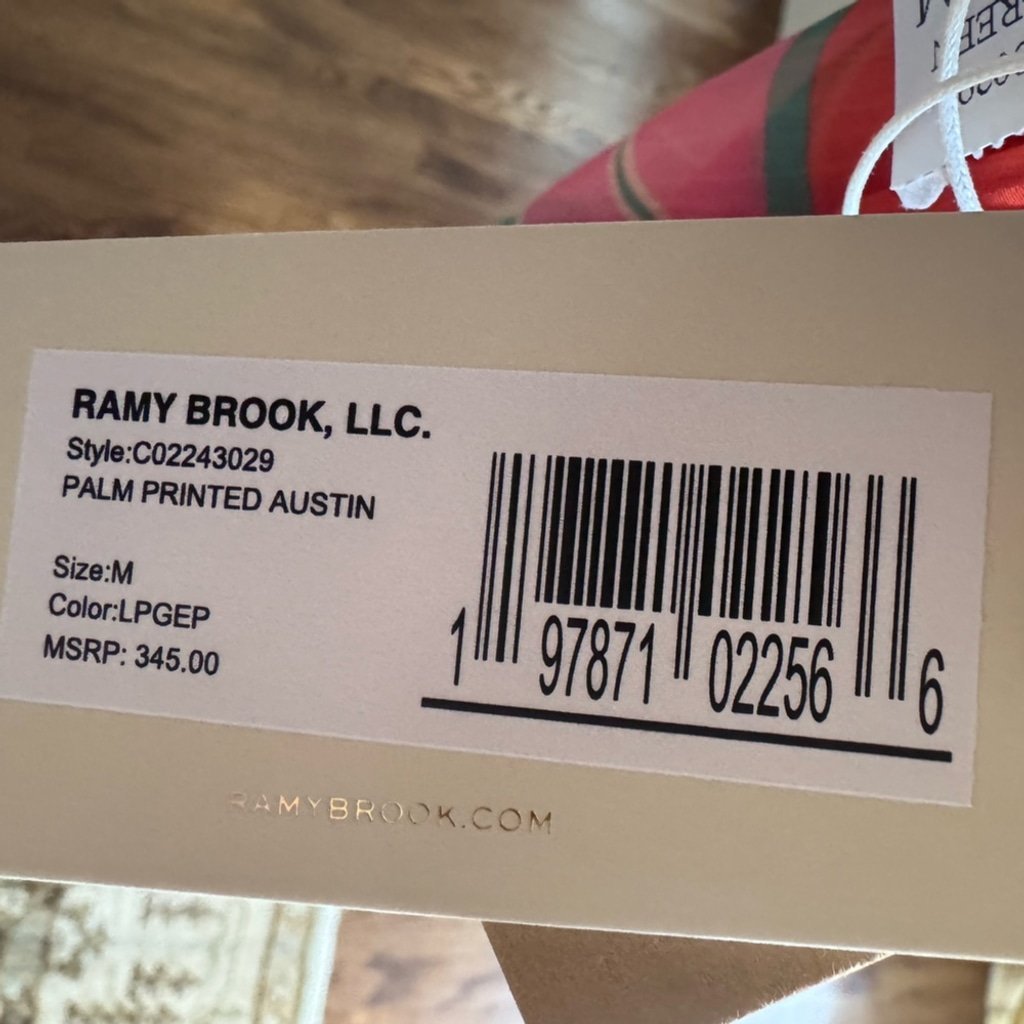 RAMY BROOK, LLC.
Style:C02243029
PALM PRINTED AUSTIN
Size:M
Color:LPGEP
MSRP: 345.00
1 97871 02256 6
RAMYBROOK.COM